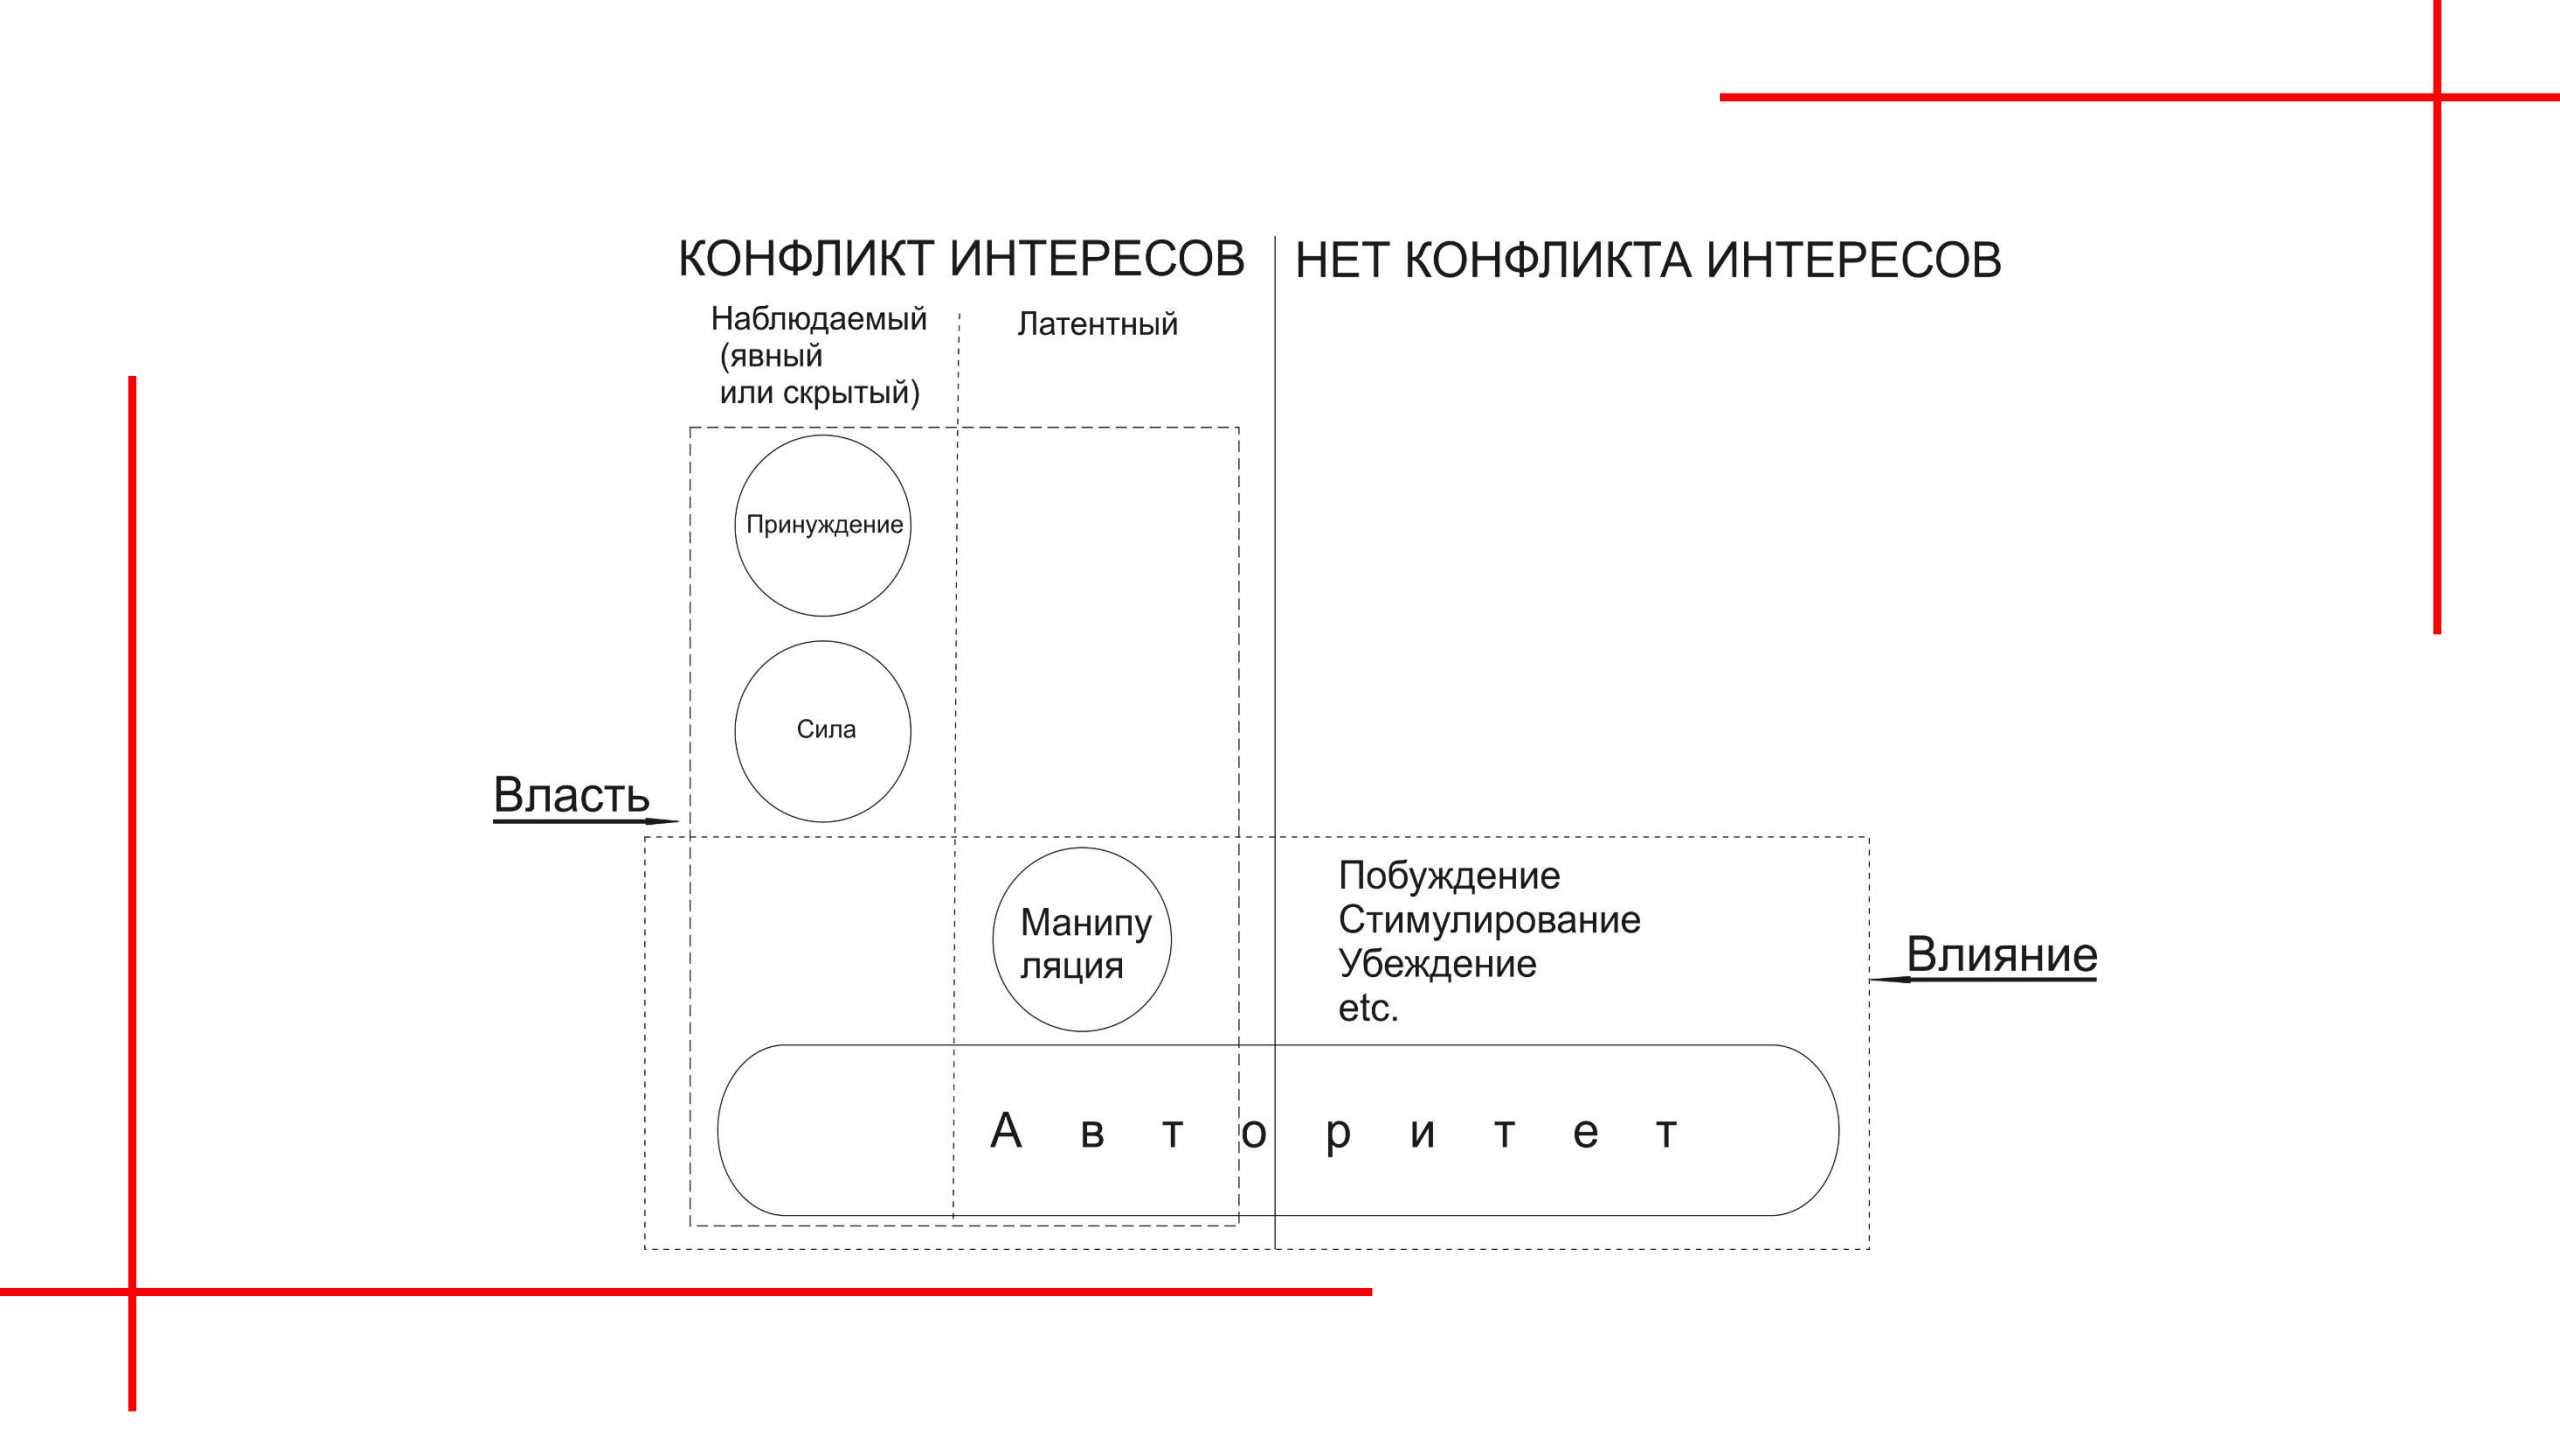 КОНФЛИКТ ИНТЕРЕСОВ
НЕТ КОНФЛИКТА ИНТЕРЕСОВ
Наблюдаемый
(явный
или скрытый)
Латентный
Принуждение
Сила
Власть
Манипу
ляция
Побуждение
Стимулирование
Убеждение
etc.
Влияние
Авторитет